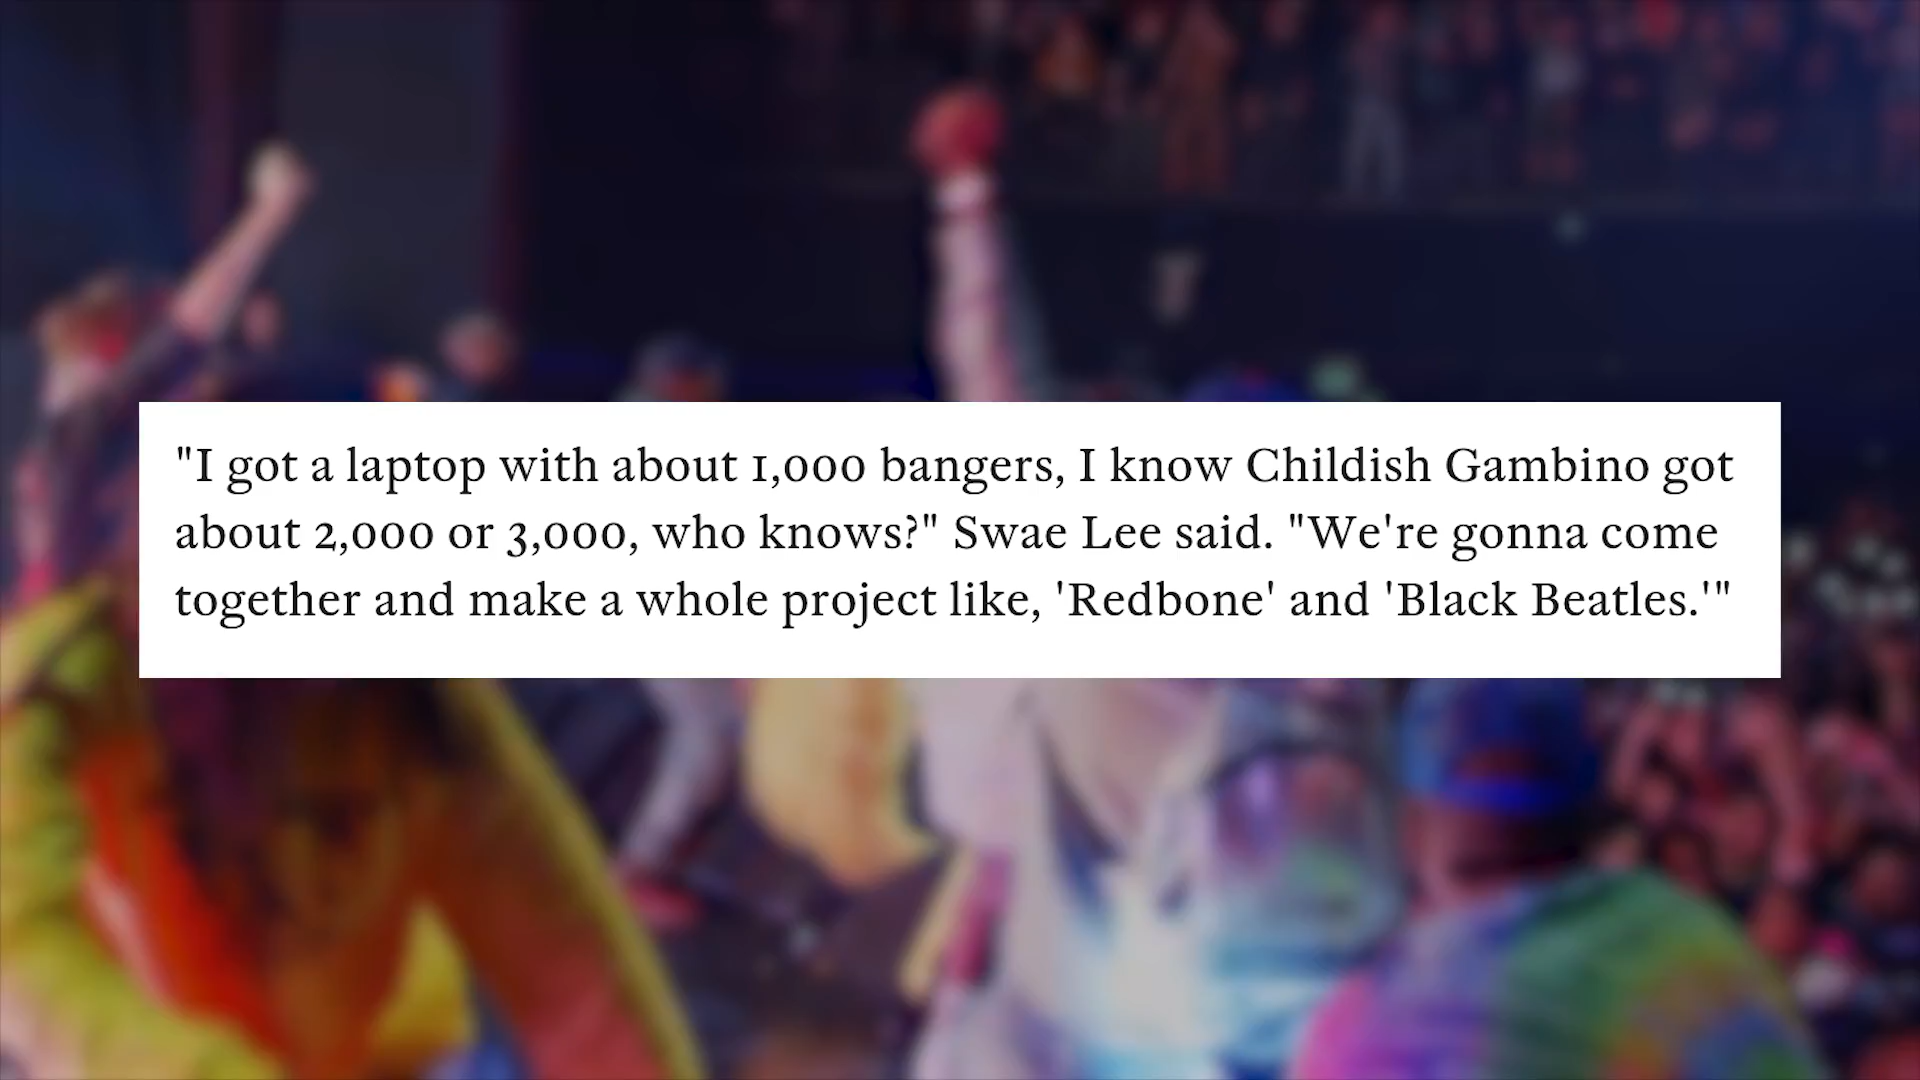 "I got a laptop with about 1,000 bangers, I know Childish Gambino got
about 2,000 or 3,000, who knows?" Swae Lee said. "We're gonna come
together and make a whole project like, 'Redbone' and 'Black Beatles.'"